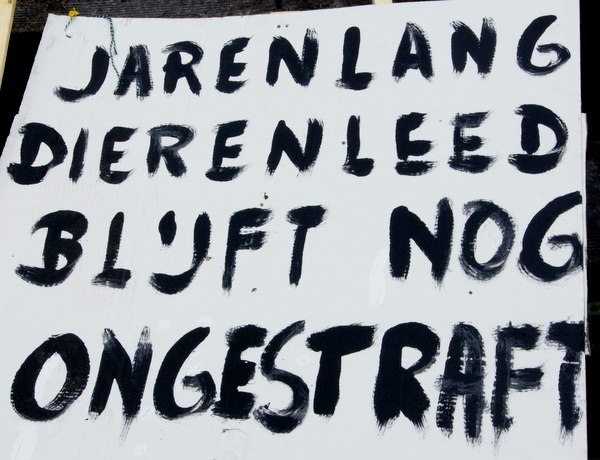 JARENLANG
DIERENLEED
BLIJFT NOG
ONGESTRAFT